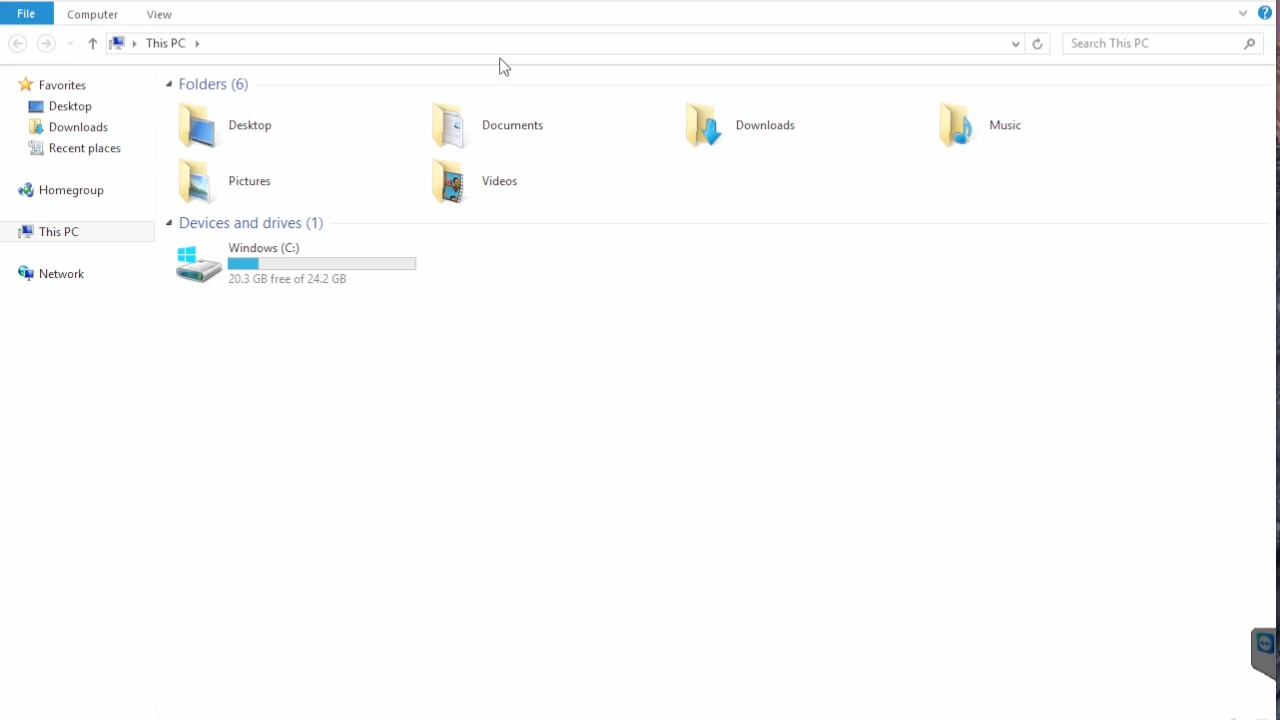 File Computer View
This PC
Search This PC
Favorites
Desktop
Downloads
Recent places
Homegroup
This PC
Network
Folders (6)
Desktop Documents Downloads Music
Pictures Videos
Devices and drives (1)
Windows (C:)
20.3 GB free of 24.2 GB